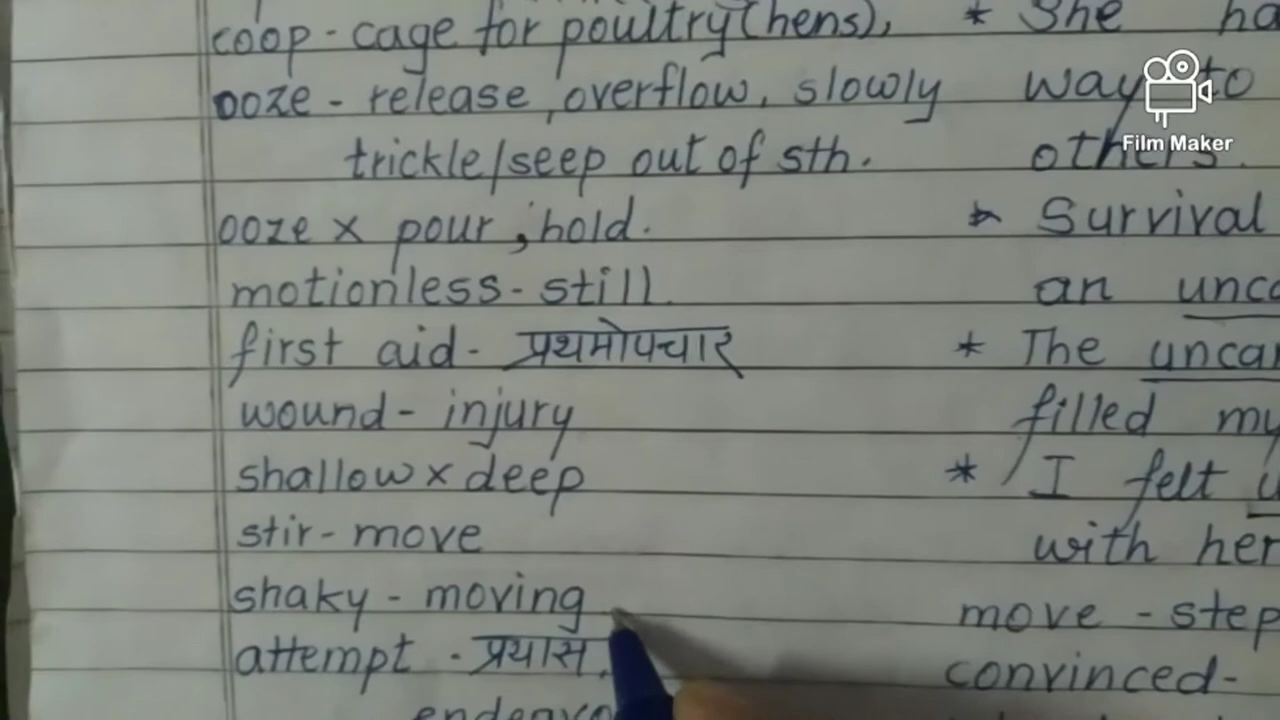 coop - cage for poultry (hens),
ooze - release, overflow, slowly
trickle/seep out of sth.
ooze x pour, hold.
motionless - still.
first aid - प्रथमोपचार
wound - injury
shallow x deep
stir - move
shaky - moving
attempt - प्रयास,
* She
way to
others.
* Survival
an
* The
filled my
* I felt
with her
move - step
convinced -
Film Maker